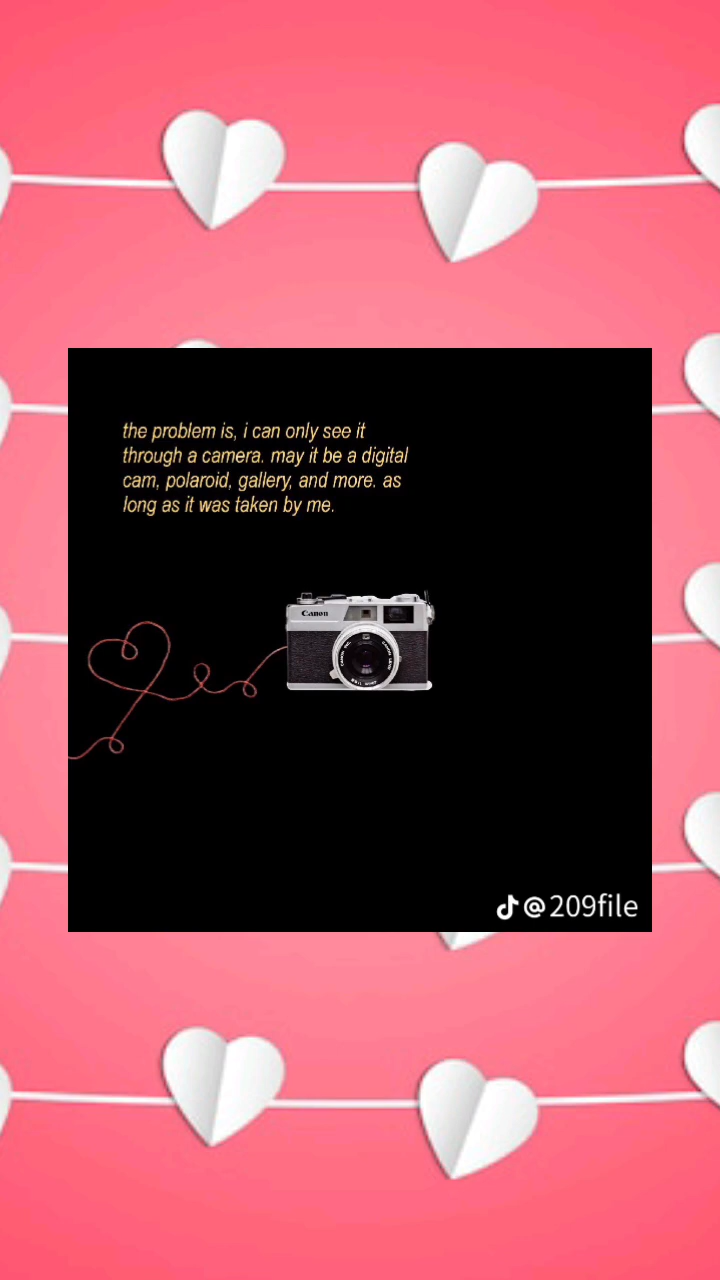 the problem is, i can only see it
through a camera. may it be a digital
cam, polaroid, gallery, and more. as
long as it was taken by me.
Canon
@209file